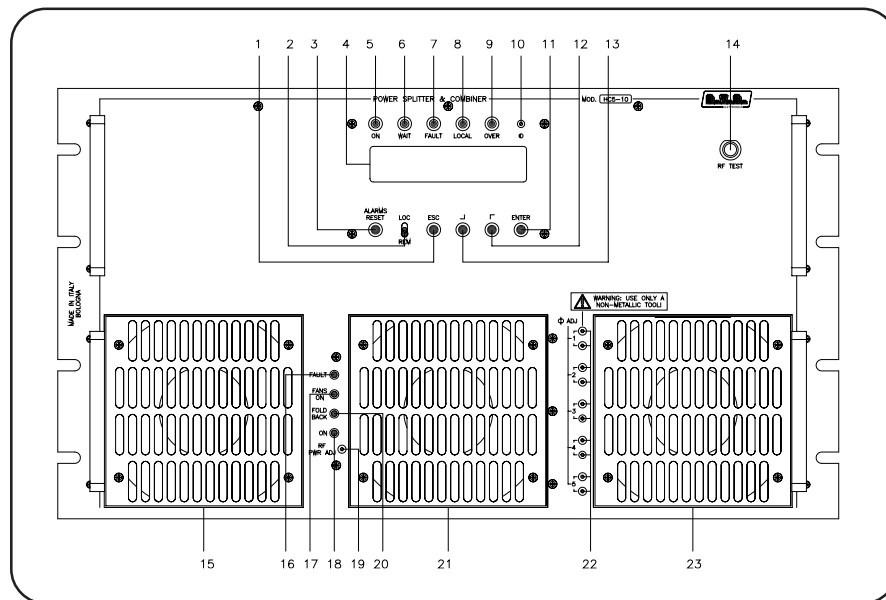 1 2 3 4 5 6 7 8 9 10 11 12 13 14
POWER SPLITTER & COMBINER
MOD. HC5-10
ON WAIT FAULT LOCAL OVER
RF TEST
ALARMS RESET
LOC
REM
ESC
ENTER
MADE IN ITALY
BOLOGNA
WARNING: USE ONLY A
NON-METALLIC TOOL!
Φ ADJ
1
2
3
4
5
FAULT
FANS
ON
FOLD
BACK
ON
RF
PWR ADJ
15 16 17 18 19 20 21 22 23